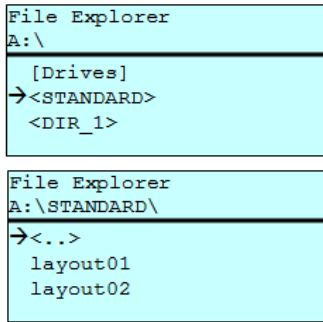 File Explorer
A:\
[Drives]
→<STANDARD>
<DIR_1>
File Explorer
A:\STANDARD\
→<..>
layout01
layout02